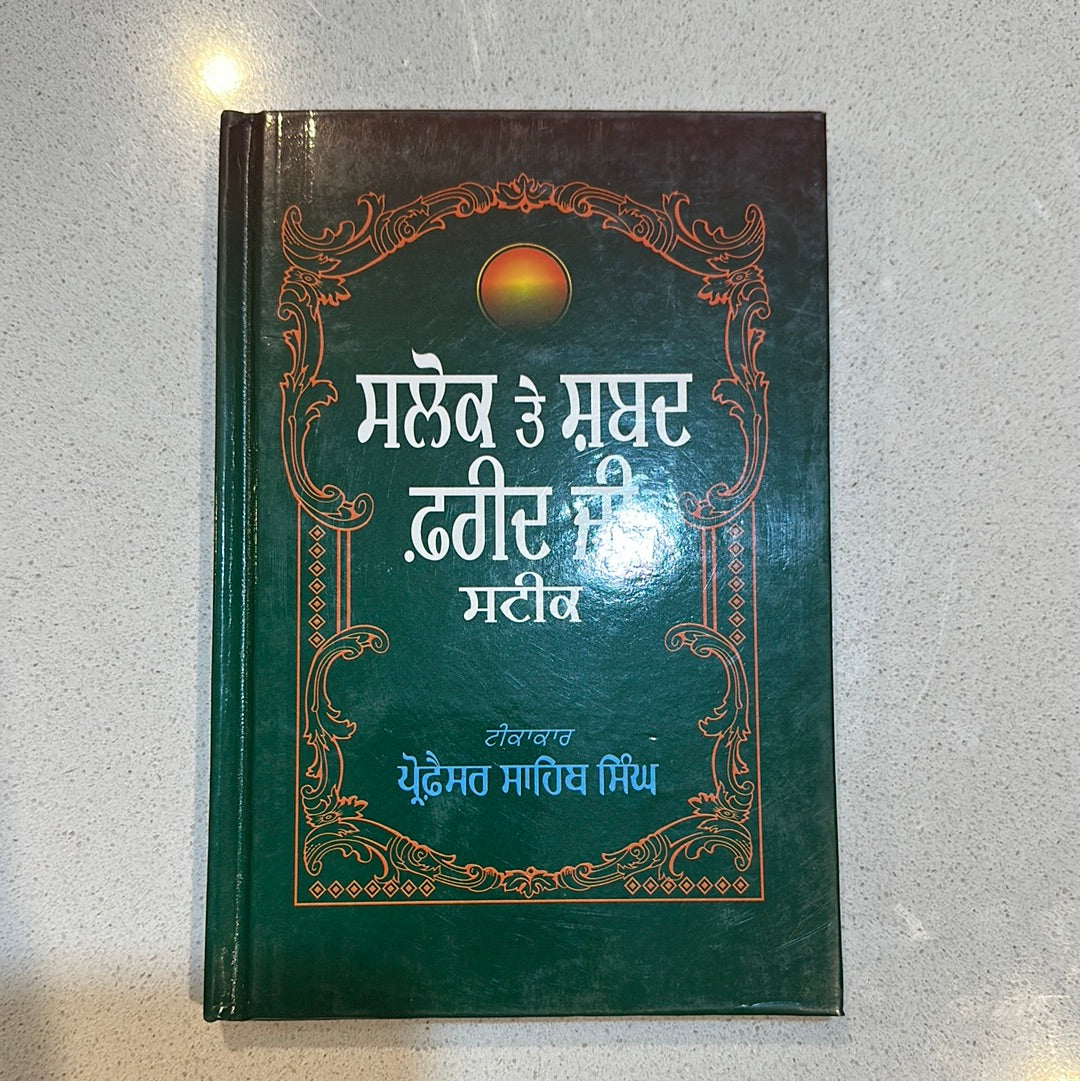 ਸਲੋਕ ਤੇ ਸ਼ਬਦ
ਫ਼ਰੀਦ ਜੀ
ਸਟੀਕ
ਟੀਕਾਕਾਰ
ਪ੍ਰੋਫ਼ੈਸਰ ਸਾਹਿਬ ਸਿੰਘ